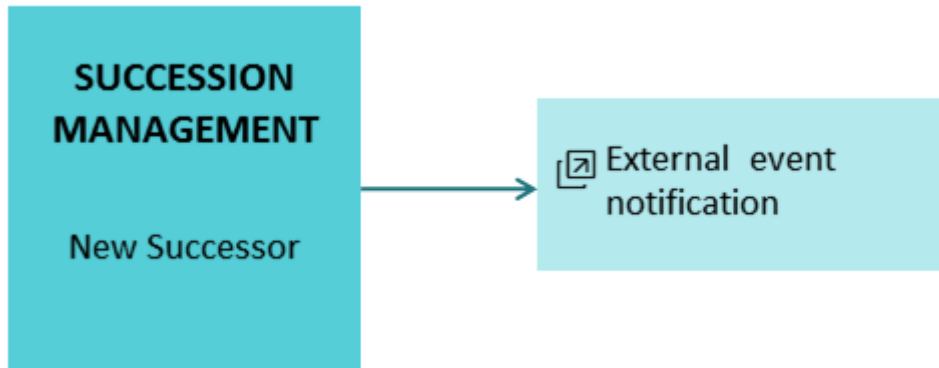 SUCCESSION
MANAGEMENT
New Successor
External event
notification